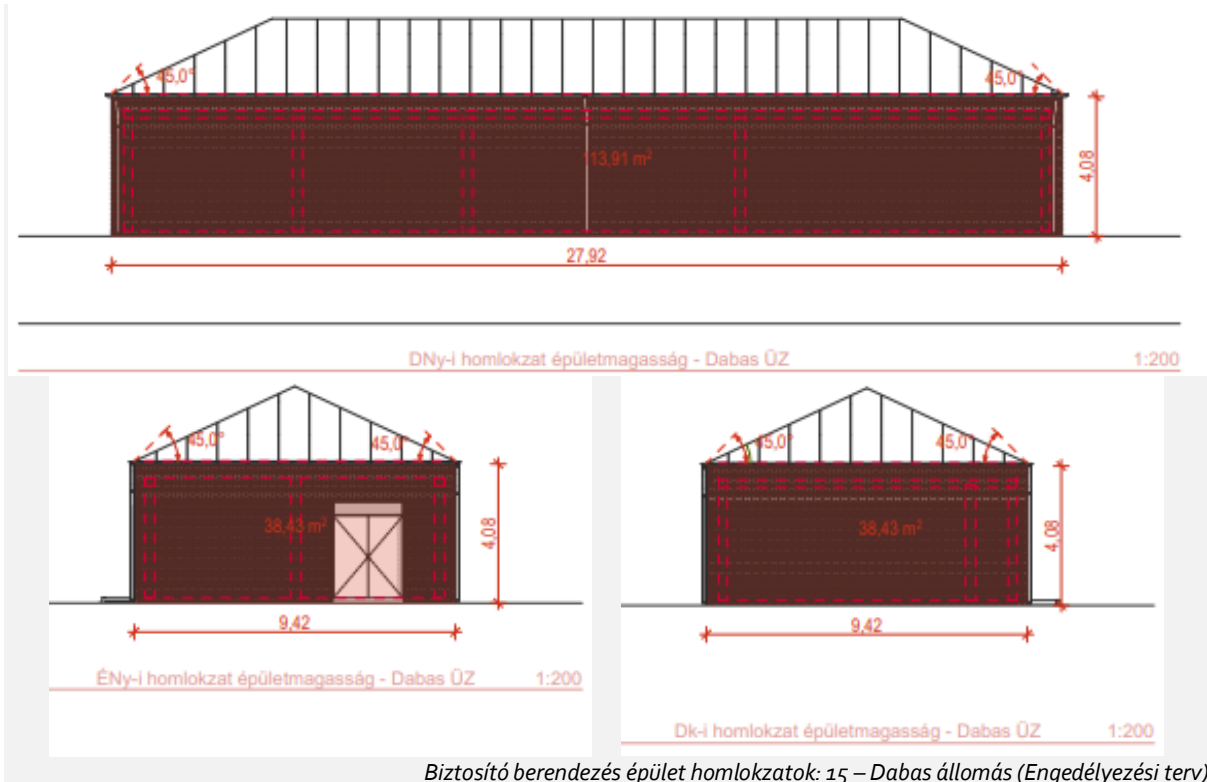 45,0°
45,0°
113,91 m²
4,08
27,92
DNy-i homlokzat épületmagasság - Dabas ÜZ 1:200
45,0°
45,0°
38,43 m²
4,08
9,42
ÉNy-i homlokzat épületmagasság - Dabas ÜZ 1:200
45,0°
45,0°
38,43 m²
4,08
9,42
Dk-i homlokzat épületmagasság - Dabas ÜZ 1:200
Biztosító berendezés épület homlokzatok: 15 – Dabas állomás (Engedélyezési terv)